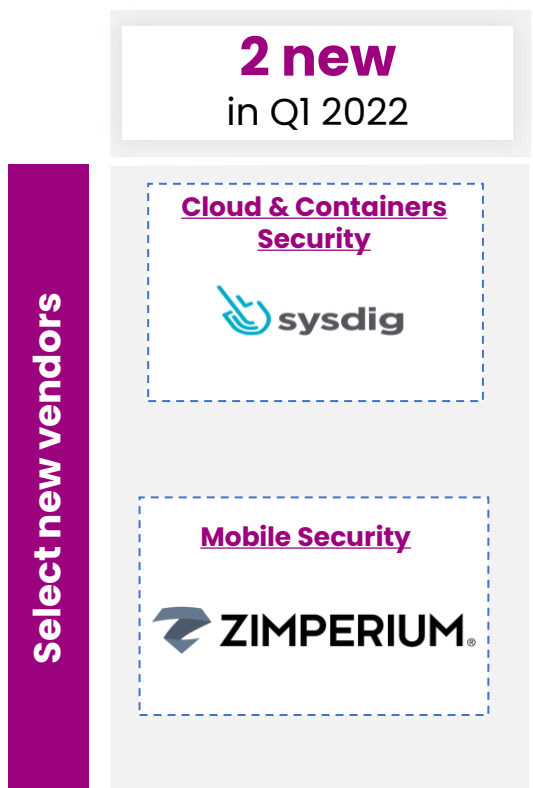 2 new
in Q1 2022
Select new vendors
Cloud & Containers
Security
sysdig
Mobile Security
ZIMPERIUM®